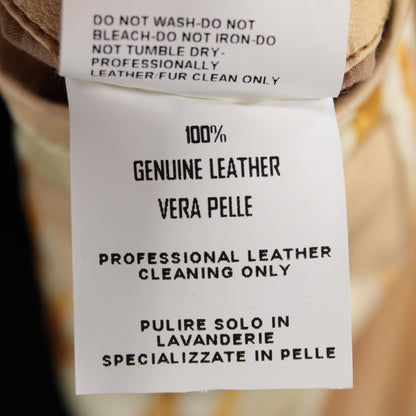 DO NOT WASH-DO NOT
BLEACH-DO NOT IRON-DO
NOT TUMBLE DRY-
PROFESSIONALLY
LEATHER/FUR CLEAN ONLY
100%
GENUINE LEATHER
VERA PELLE
PROFESSIONAL LEATHER
CLEANING ONLY
PULIRE SOLO IN
LAVANDERIE
SPECIALIZZATE IN PELLE